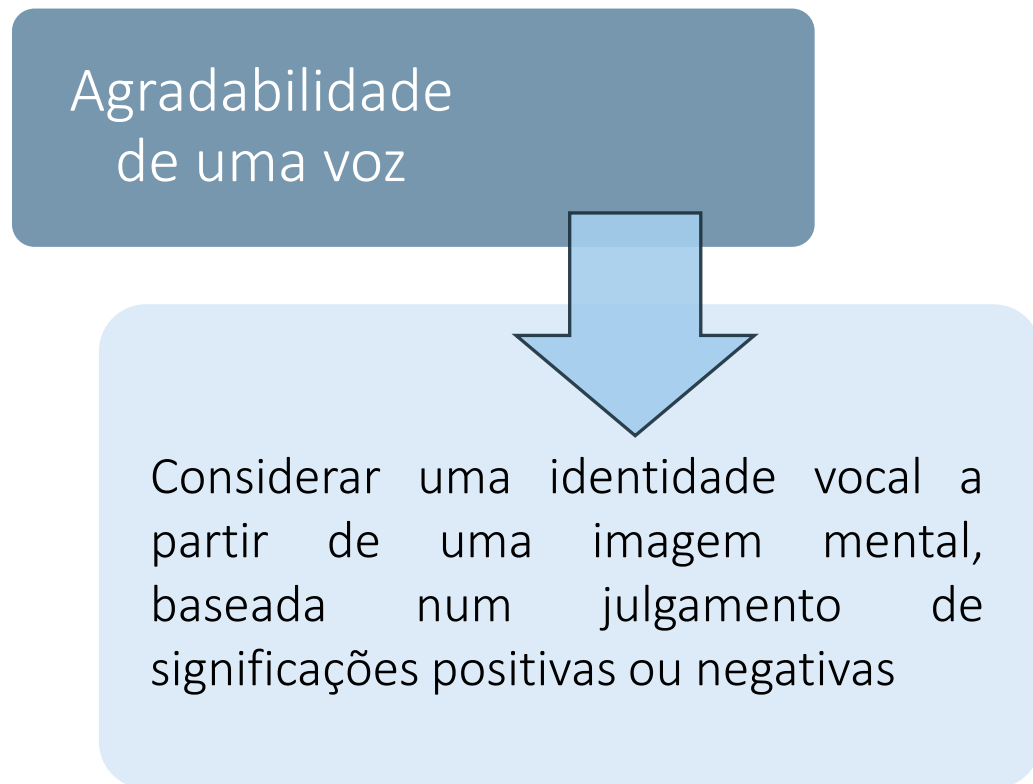 Agradabilidade
de uma voz
Considerar uma identidade vocal a
partir de uma imagem mental,
baseada num julgamento de
significações positivas ou negativas